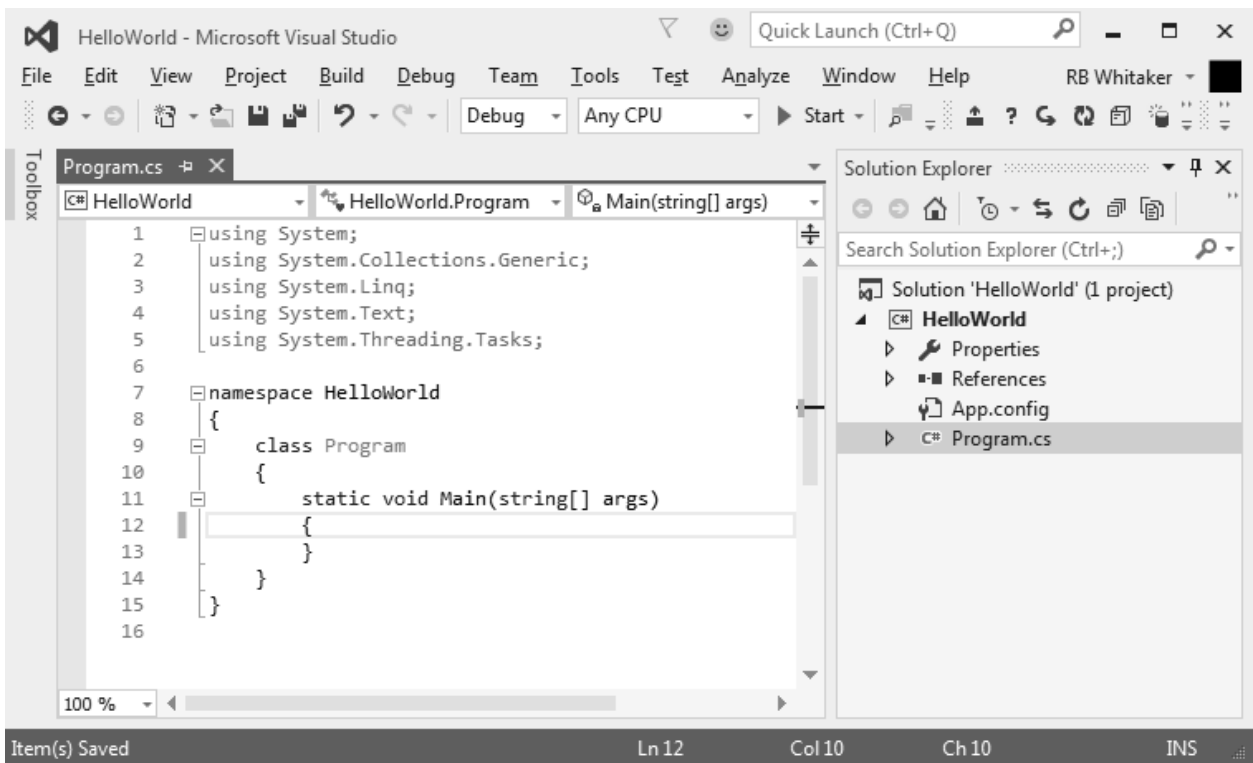 HelloWorld - Microsoft Visual Studio
Quick Launch (Ctrl+Q)
File Edit View Project Build Debug Team Tools Test Analyze Window Help RB Whitaker
Debug Any CPU Start
Toolbox
Program.cs
HelloWorld HelloWorld.Program Main(string[] args)
1 using System;
2 using System.Collections.Generic;
3 using System.Linq;
4 using System.Text;
5 using System.Threading.Tasks;
6
7 namespace HelloWorld
8 {
9 class Program
10 {
11 static void Main(string[] args)
12 {
13 }
14 }
15 }
16
100 %
Solution Explorer
Search Solution Explorer (Ctrl+;)
Solution 'HelloWorld' (1 project)
C# HelloWorld
Properties
References
App.config
C# Program.cs
Item(s) Saved Ln 12 Col 10 Ch 10 INS